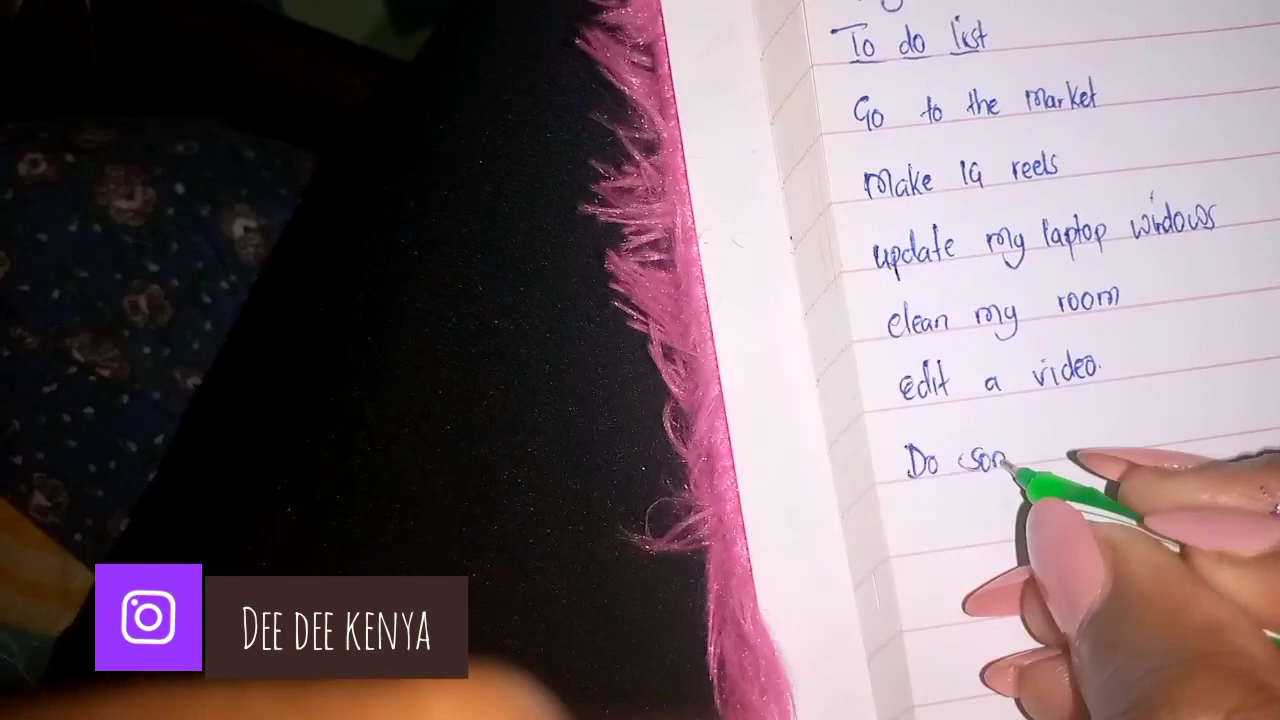 To do list
Go to the market
Make IG reels
update my laptop windows
clean my room
edit a video.
Do som
DEE DEE KENYA